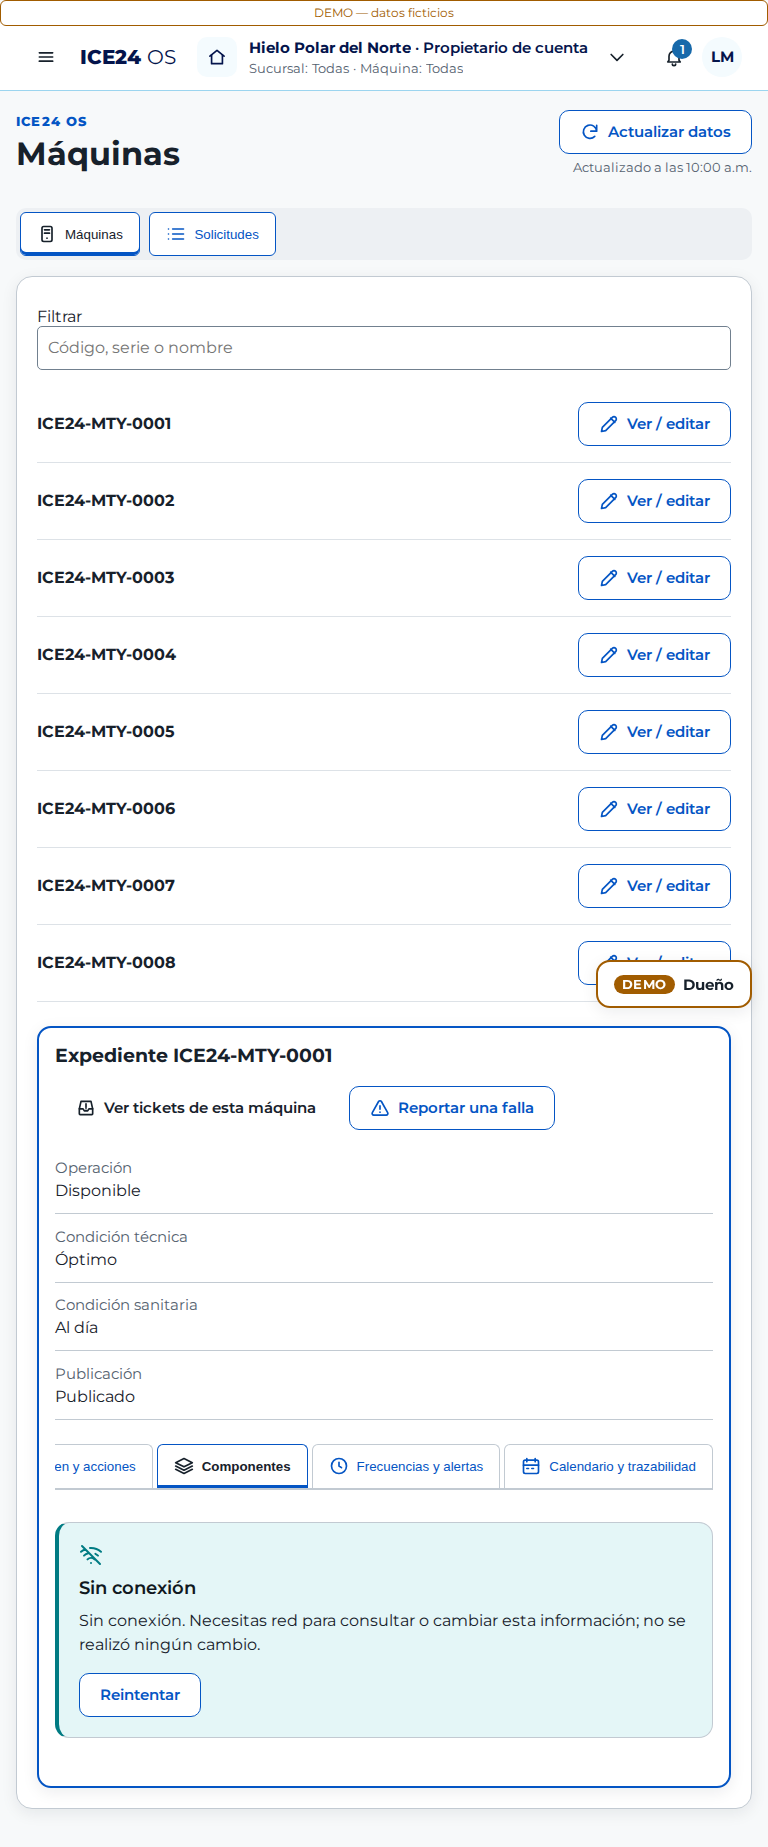 DEMO — datos ficticios
ICE24 OS
Hielo Polar del Norte · Propietario de cuenta
Sucursal: Todas · Máquina: Todas
1
LM
ICE24 OS
Máquinas
Actualizar datos
Actualizado a las 10:00 a.m.
Máquinas
Solicitudes
Filtrar
Código, serie o nombre
ICE24-MTY-0001
Ver / editar
ICE24-MTY-0002
Ver / editar
ICE24-MTY-0003
Ver / editar
ICE24-MTY-0004
Ver / editar
ICE24-MTY-0005
Ver / editar
ICE24-MTY-0006
Ver / editar
ICE24-MTY-0007
Ver / editar
ICE24-MTY-0008
DEMO Dueño
Expediente ICE24-MTY-0001
Ver tickets de esta máquina
Reportar una falla
Operación
Disponible
Condición técnica
Óptimo
Condición sanitaria
Al día
Publicación
Publicado
en y acciones
Componentes
Frecuencias y alertas
Calendario y trazabilidad
Sin conexión
Sin conexión. Necesitas red para consultar o cambiar esta información; no se
realizó ningún cambio.
Reintentar